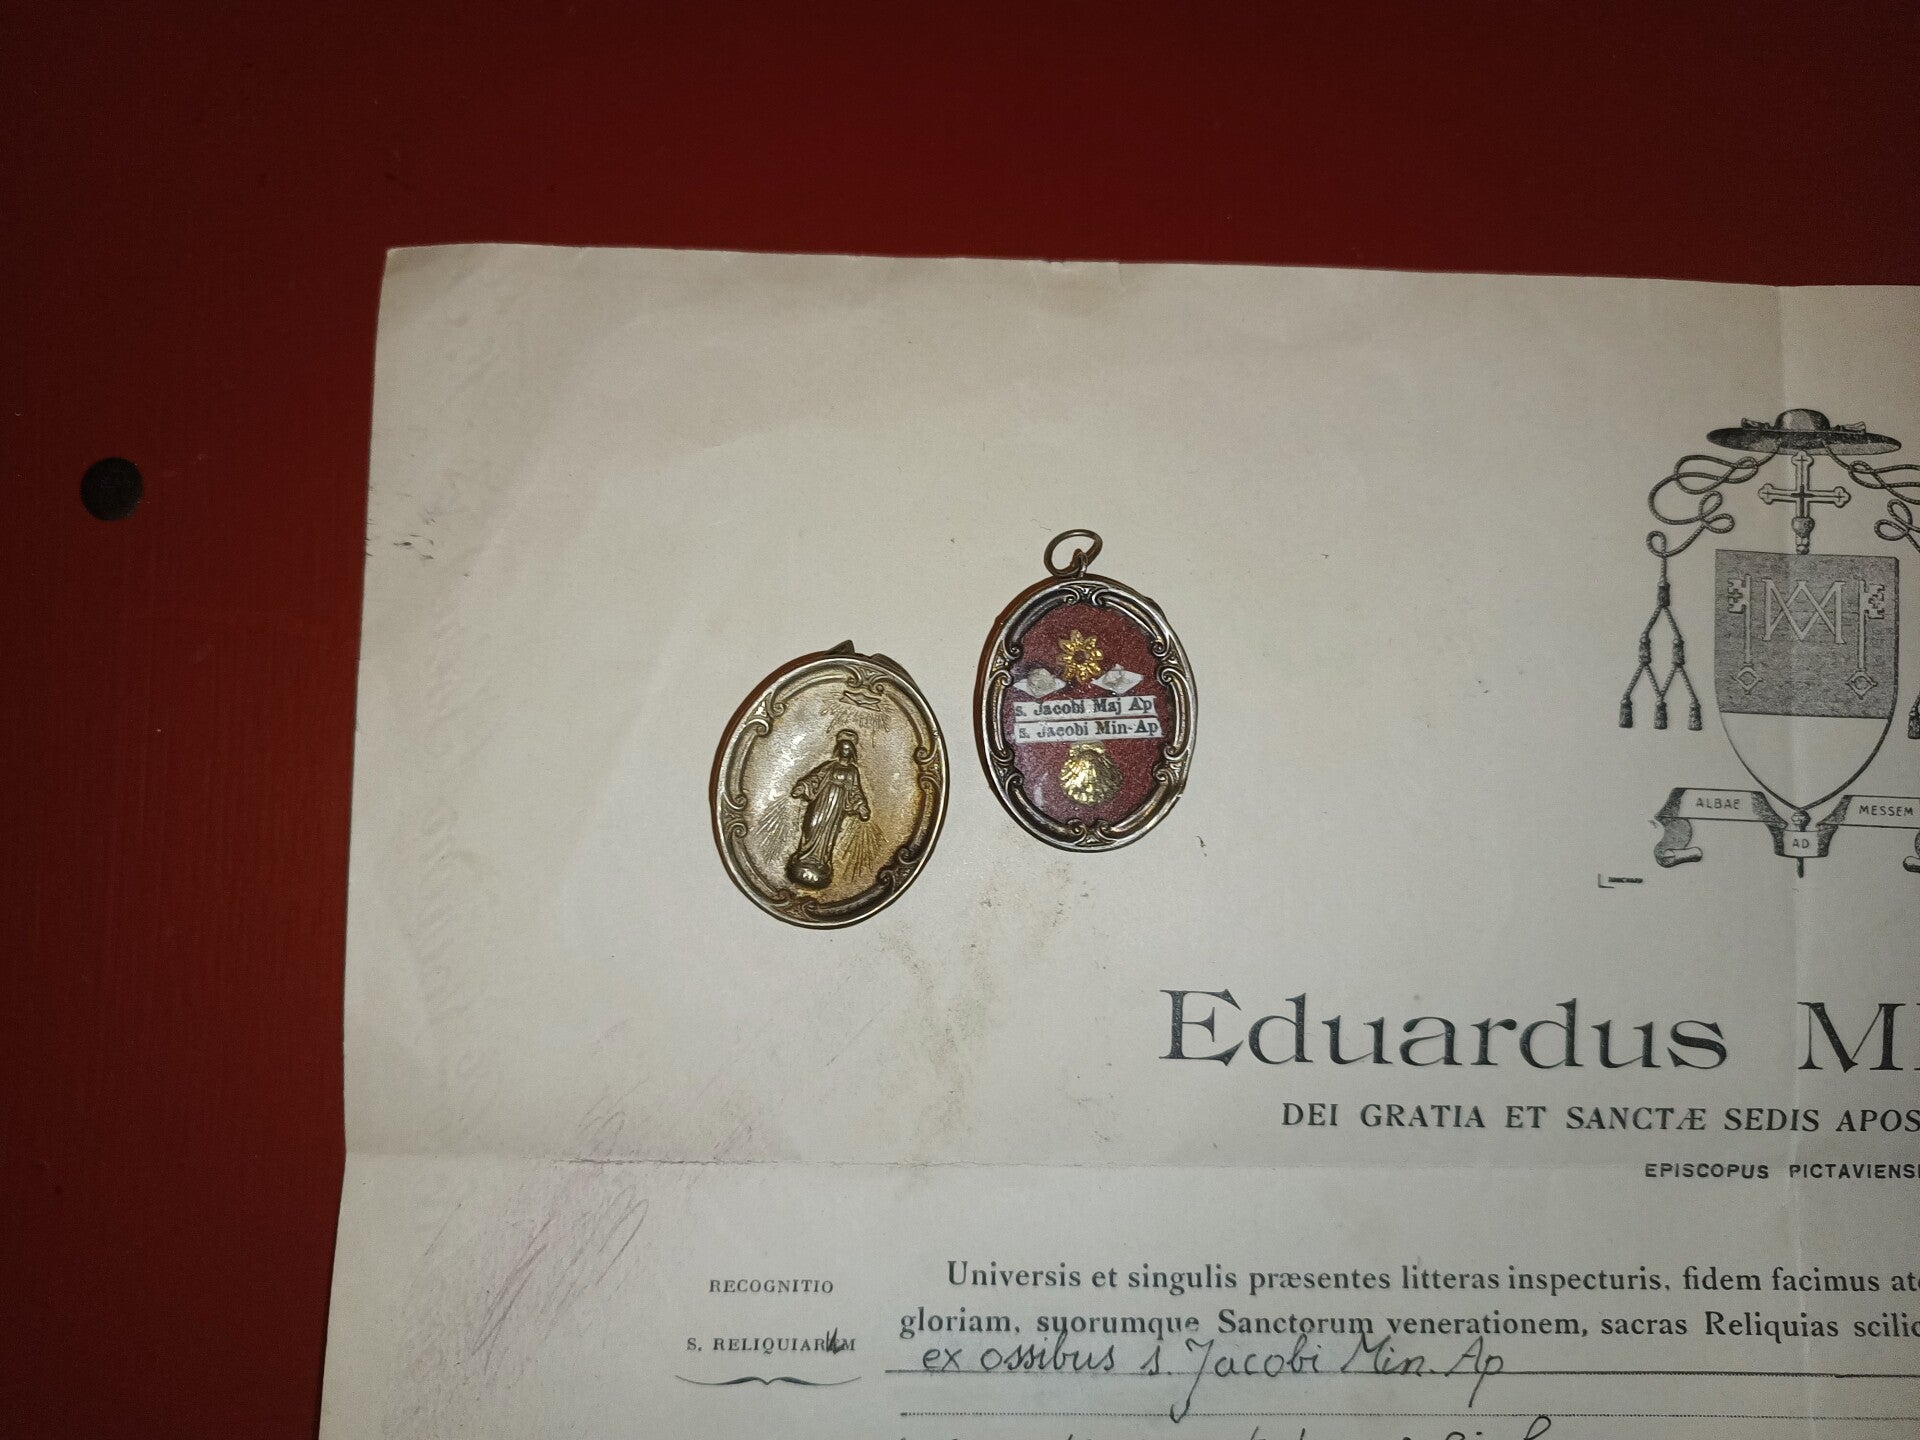 s. Jacobi Maj Ap
s. Jacobi Min-Ap
ALBAE
AD
MESSEM
Eduardus
DEI GRATIA ET SANCTÆ SEDIS APOS
EPISCOPUS PICTAVIENS
RECOGNITIO
S. RELIQUIARUM
Universis et singulis præsentes litteras inspecturis, fidem facimus
gloriam, suorumque Sanctorum venerationem, sacras Reliquias scilic
ex ossibus s. Jacobi Min. Ap